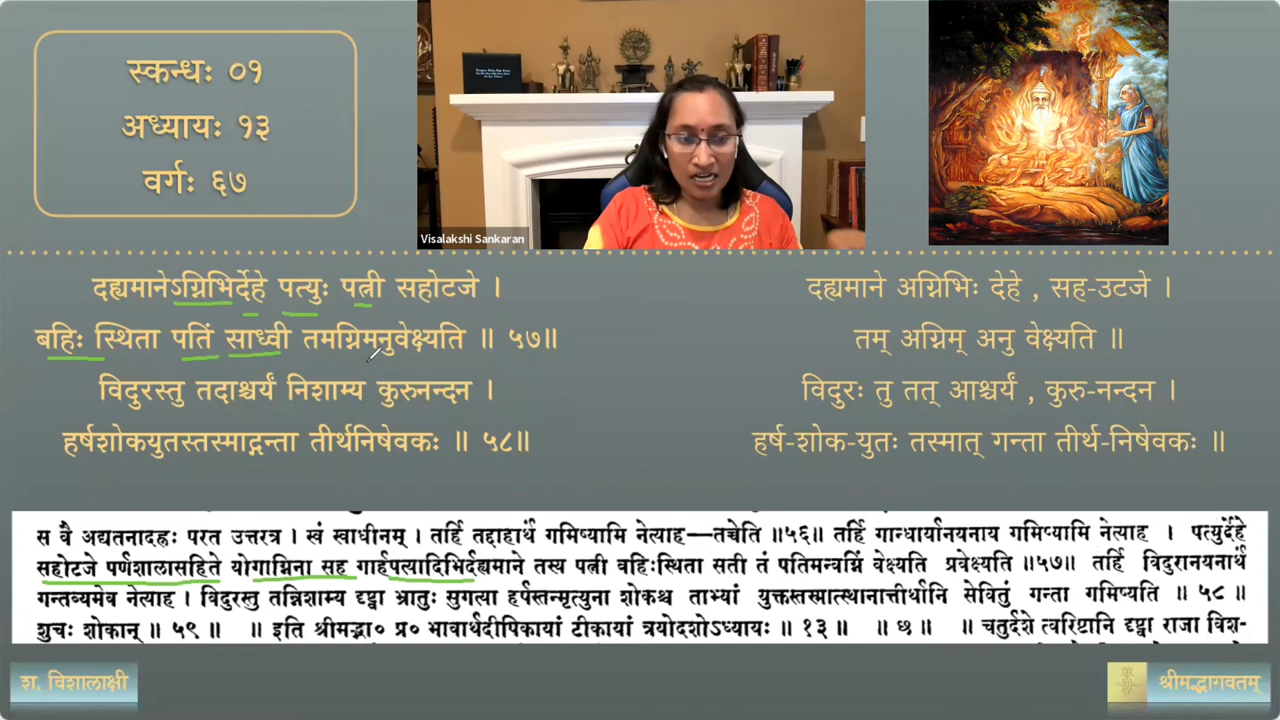 स्कन्धः ०१
अध्यायः १३
वर्गः ६७
Visalakshi Sankaran
दह्यमानेऽग्निभिर्देहे पत्युः पत्नी सहोटजे ।
बहिः स्थिता पतिं साध्वी तमग्निमनुवेक्ष्यति ॥ ५७॥
विदुरस्तु तदाश्चर्यं निशाम्य कुरुनन्दन ।
हर्षशोकयुतस्तस्माद्गन्ता तीर्थनिषेवकः ॥ ५८॥
दह्यमाने अग्निभिः देहे , सह-उटजे ।
तम् अग्निम् अनु वेक्ष्यति ॥
विदुरः तु तत् आश्चर्यं , कुरु-नन्दन ।
हर्ष-शोक-युतः तस्मात् गन्ता तीर्थ-निषेवकः ॥
स वै अद्यतनादह्नः परत उत्तरत्र । स्वं स्वाधीनम् । तर्हि तद्दाहार्थं गमिष्यामि नेत्याह—तच्चेति ॥५६॥ तर्हि गान्धार्यानयनाय गमिष्यामि नेत्याह । पत्युर्देहे
सहोटजे पर्णशालासहिते योगाग्निना सह गार्हपत्यादिभिर्दह्यमाने तस्य पत्नी बहिःस्थिता सती तं पतिमन्वग्निं वेक्ष्यति प्रवेक्ष्यति ॥५७॥ तर्हि विदुरानयनार्थं
गन्तव्यमेव नेत्याह । विदुरस्तु तन्निशाम्य दृष्ट्वा भ्रातुः सुगत्या हर्षस्तन्मृत्युना शोकश्च ताभ्यां युक्तस्तस्मात्स्थानात्तीर्थानि सेवितुं गन्ता गमिष्यति ॥ ५८ ॥
शुचः शोकान् ॥ ५९ ॥ ॥ इति श्रीमद्भा० प्र० भावार्थदीपिकायां टीकायां त्रयोदशोऽध्यायः ॥ १३ ॥ ॥ छ ॥ ॥ चतुर्दशे त्वरिष्टानि दृष्ट्वा राजा विश-
श. विशालाक्षी
श्रीमद्भागवतम्